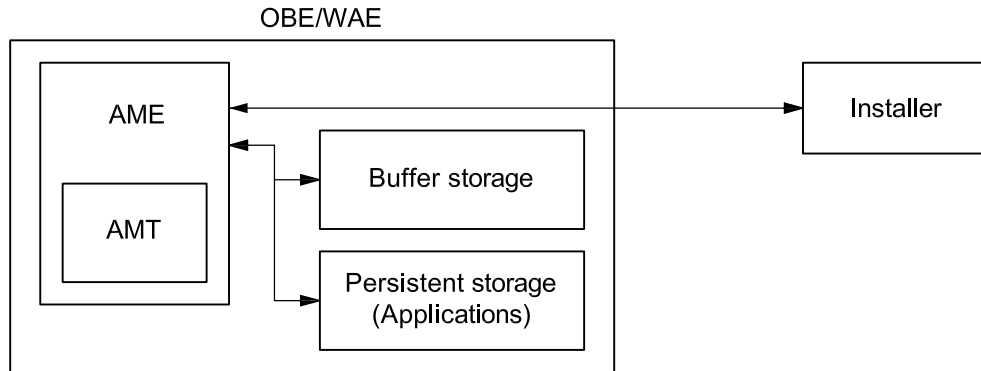 OBE/WAE
AME
Installer
Buffer storage
AMT
Persistent storage
(Applications)